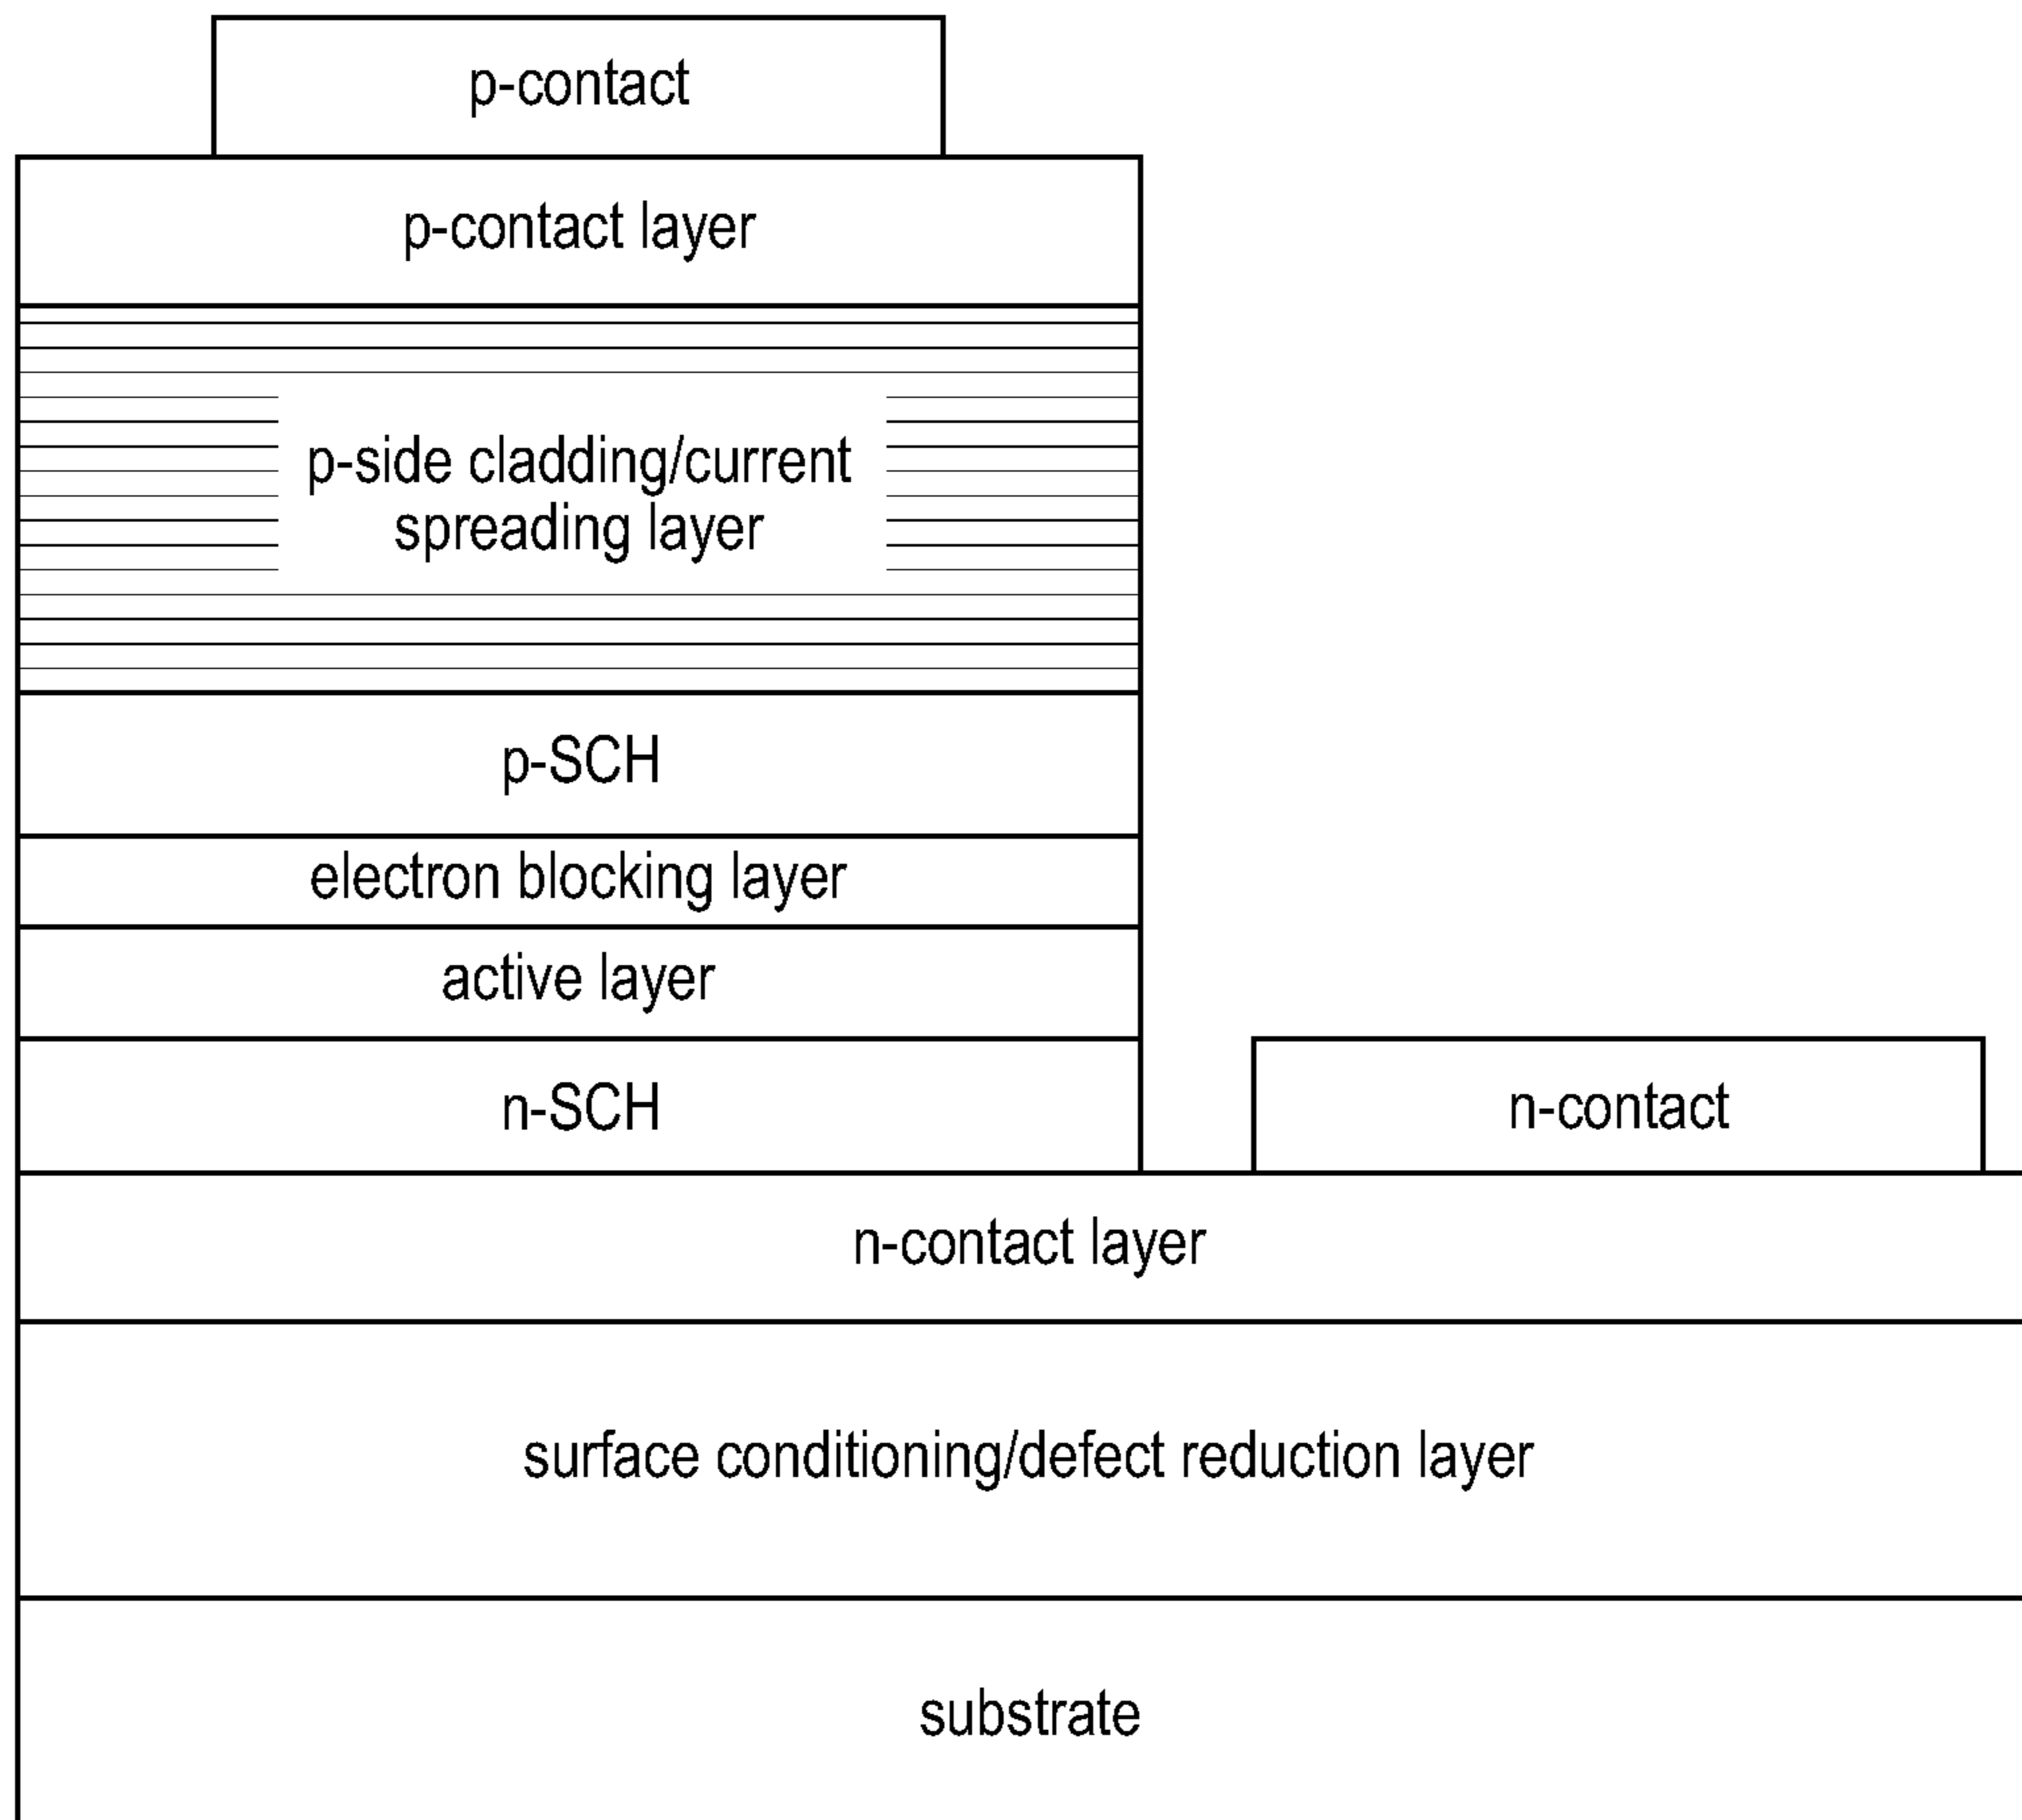 p-contact
p-contact layer
p-side cladding/current
spreading layer
p-SCH
electron blocking layer
active layer
n-SCH
n-contact
n-contact layer
surface conditioning/defect reduction layer
substrate